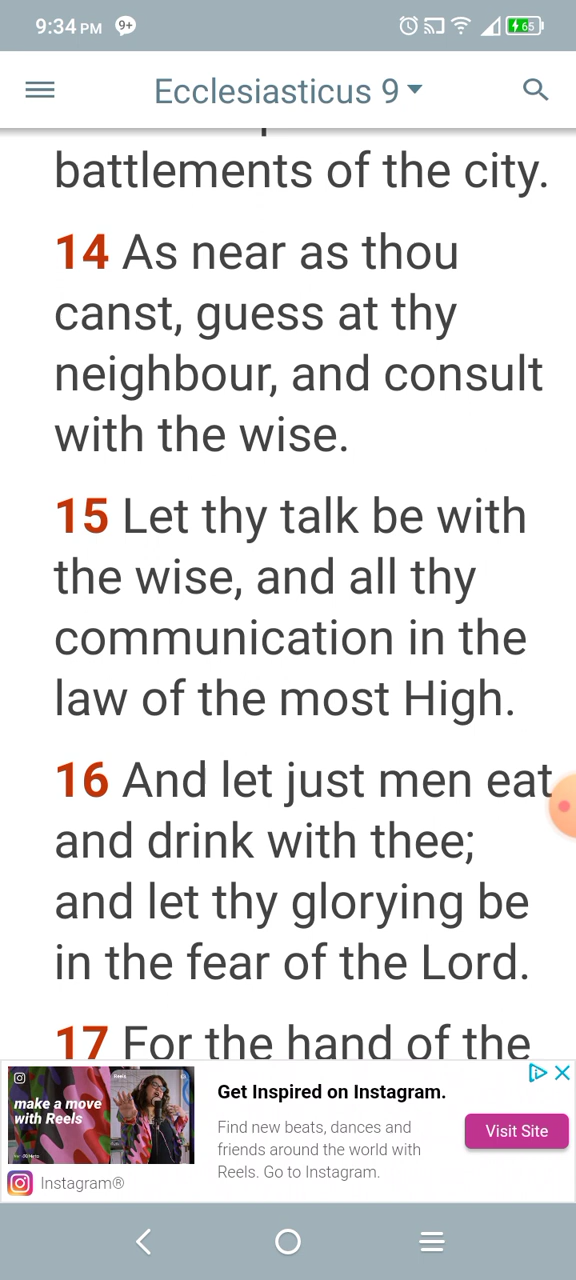 9:34 PM 9+ 65
Ecclesiasticus 9
battlements of the city.
14 As near as thou
canst, guess at thy
neighbour, and consult
with the wise.
15 Let thy talk be with
the wise, and all thy
communication in the
law of the most High.
16 And let just men eat
and drink with thee;
and let thy glorying be
in the fear of the Lord.
17 For the hand of the
make a move
with Reels
Reels
Instagram®
Get Inspired on Instagram.
Find new beats, dances and
friends around the world with
Reels. Go to Instagram.
Visit Site